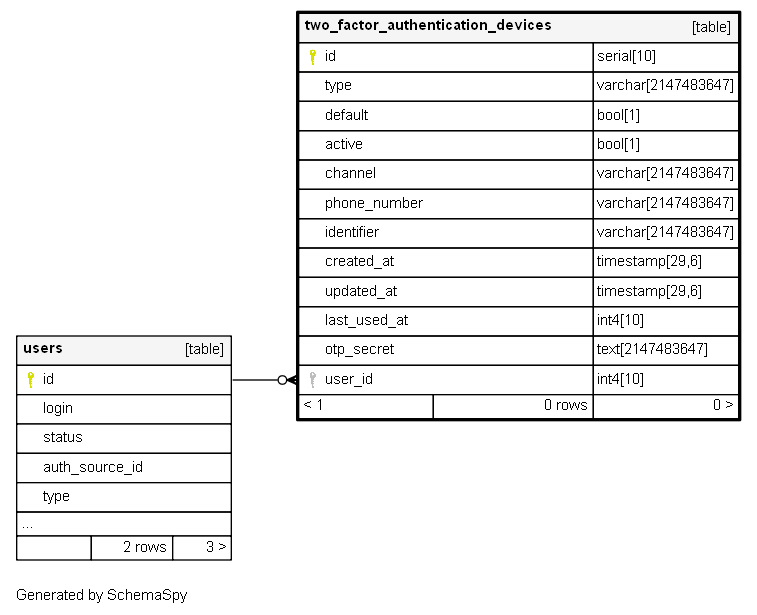 two_factor_authentication_devices [table]
id serial[10]
type varchar[2147483647]
default bool[1]
active bool[1]
channel varchar[2147483647]
phone_number varchar[2147483647]
identifier varchar[2147483647]
created_at timestamp[29,6]
updated_at timestamp[29,6]
last_used_at int4[10]
otp_secret text[2147483647]
user_id int4[10]
< 1 0 rows 0 >
users [table]
id
login
status
auth_source_id
type
...
2 rows 3 >
Generated by SchemaSpy